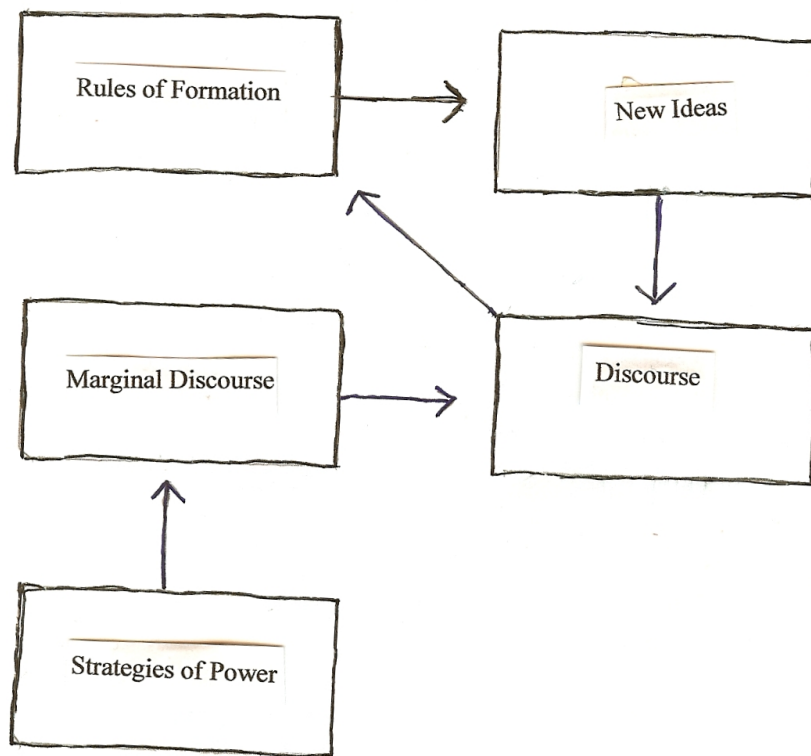 Rules of Formation
New Ideas
Marginal Discourse
Discourse
Strategies of Power